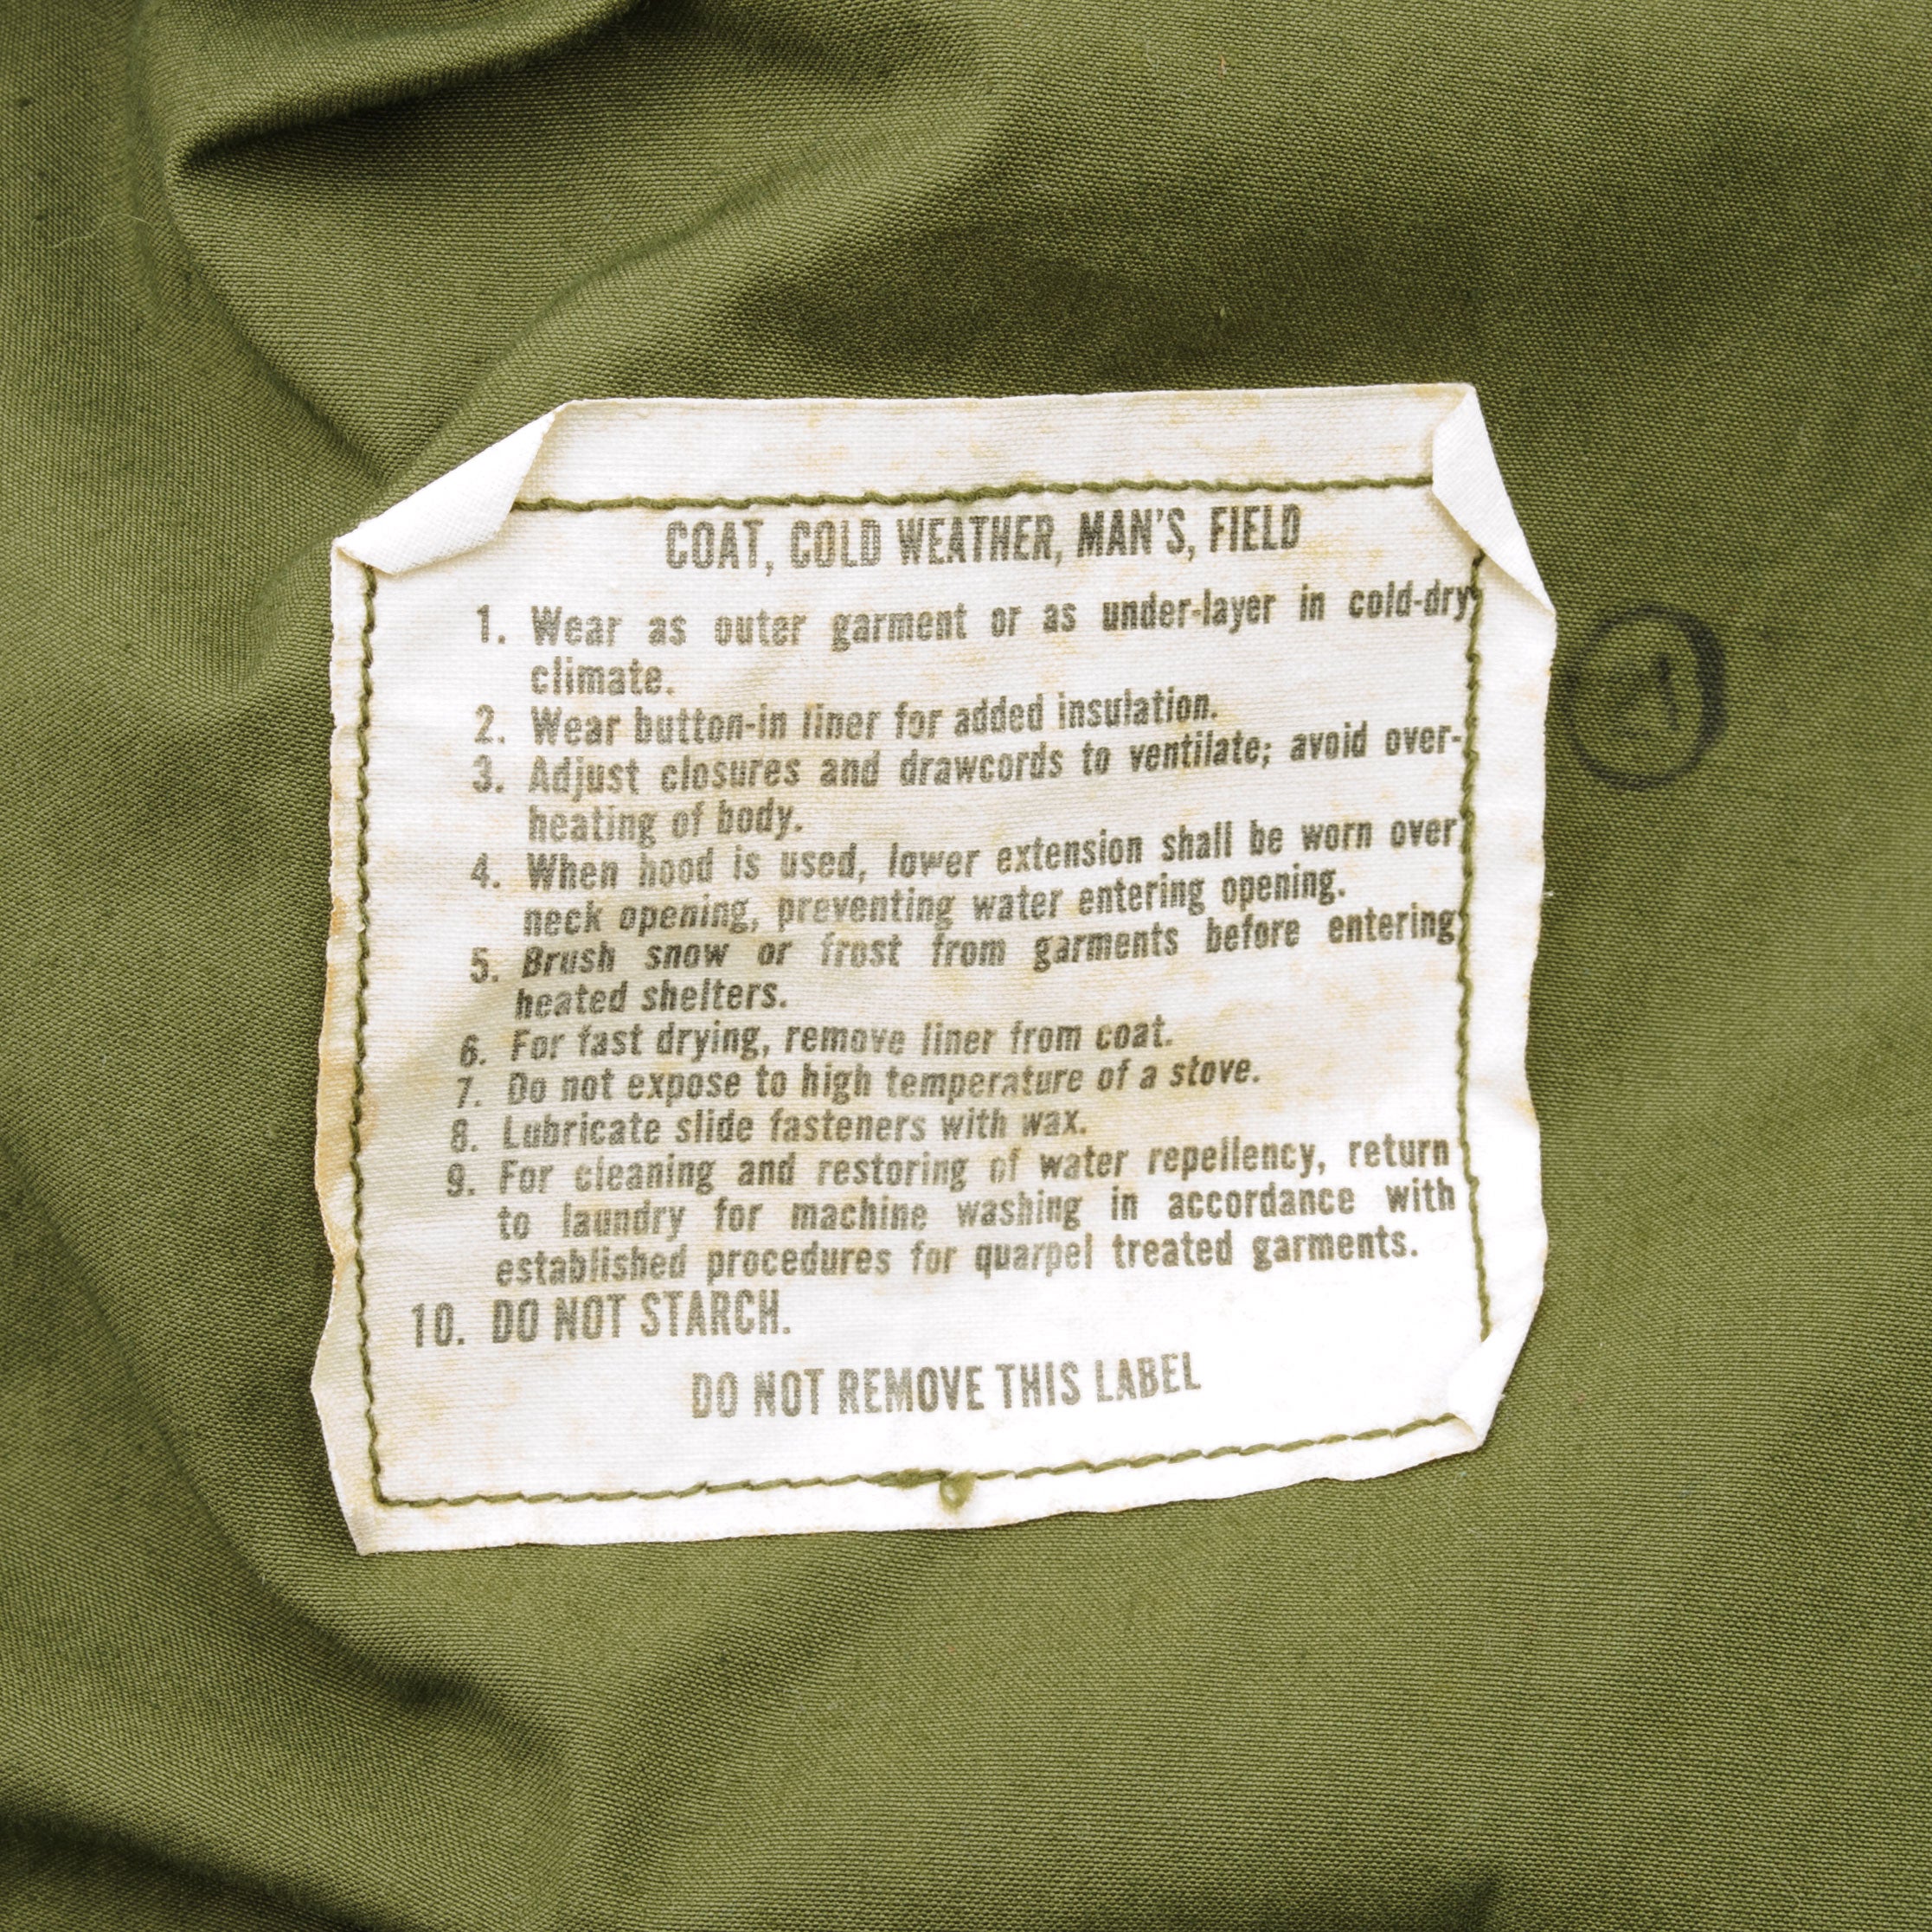 COAT, COLD WEATHER, MAN'S, FIELD
1. Wear as outer garment or as under-layer in cold-dry
climate.
2. Wear button-in liner for added insulation.
3. Adjust closures and drawcords to ventilate; avoid over-
heating of body.
4. When hood is used, lower extension shall be worn over
neck opening, preventing water entering opening.
5. Brush snow or frost from garments before entering
heated shelters.
6. For fast drying, remove liner from coat.
7. Do not expose to high temperature of a stove.
8. Lubricate slide fasteners with wax.
9. For cleaning and restoring of water repellency, return
to laundry for machine washing in accordance with
established procedures for quarpel treated garments.
10. DO NOT STARCH.
DO NOT REMOVE THIS LABEL